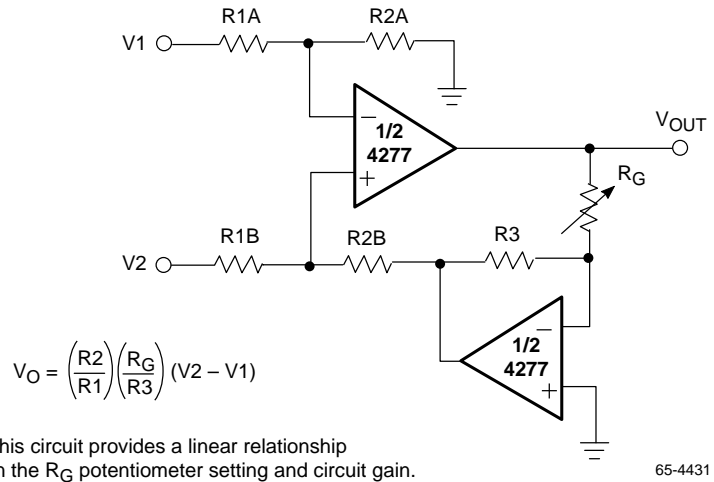 R1A
R2A
V1
−
1/2
4277
+
VOUT
RG
R1B
R2B
R3
V2
−
1/2
4277
+
VO = (R2/R1)(RG/R3) (V2 – V1)
his circuit provides a linear relationship
n the RG potentiometer setting and circuit gain.
65-4431